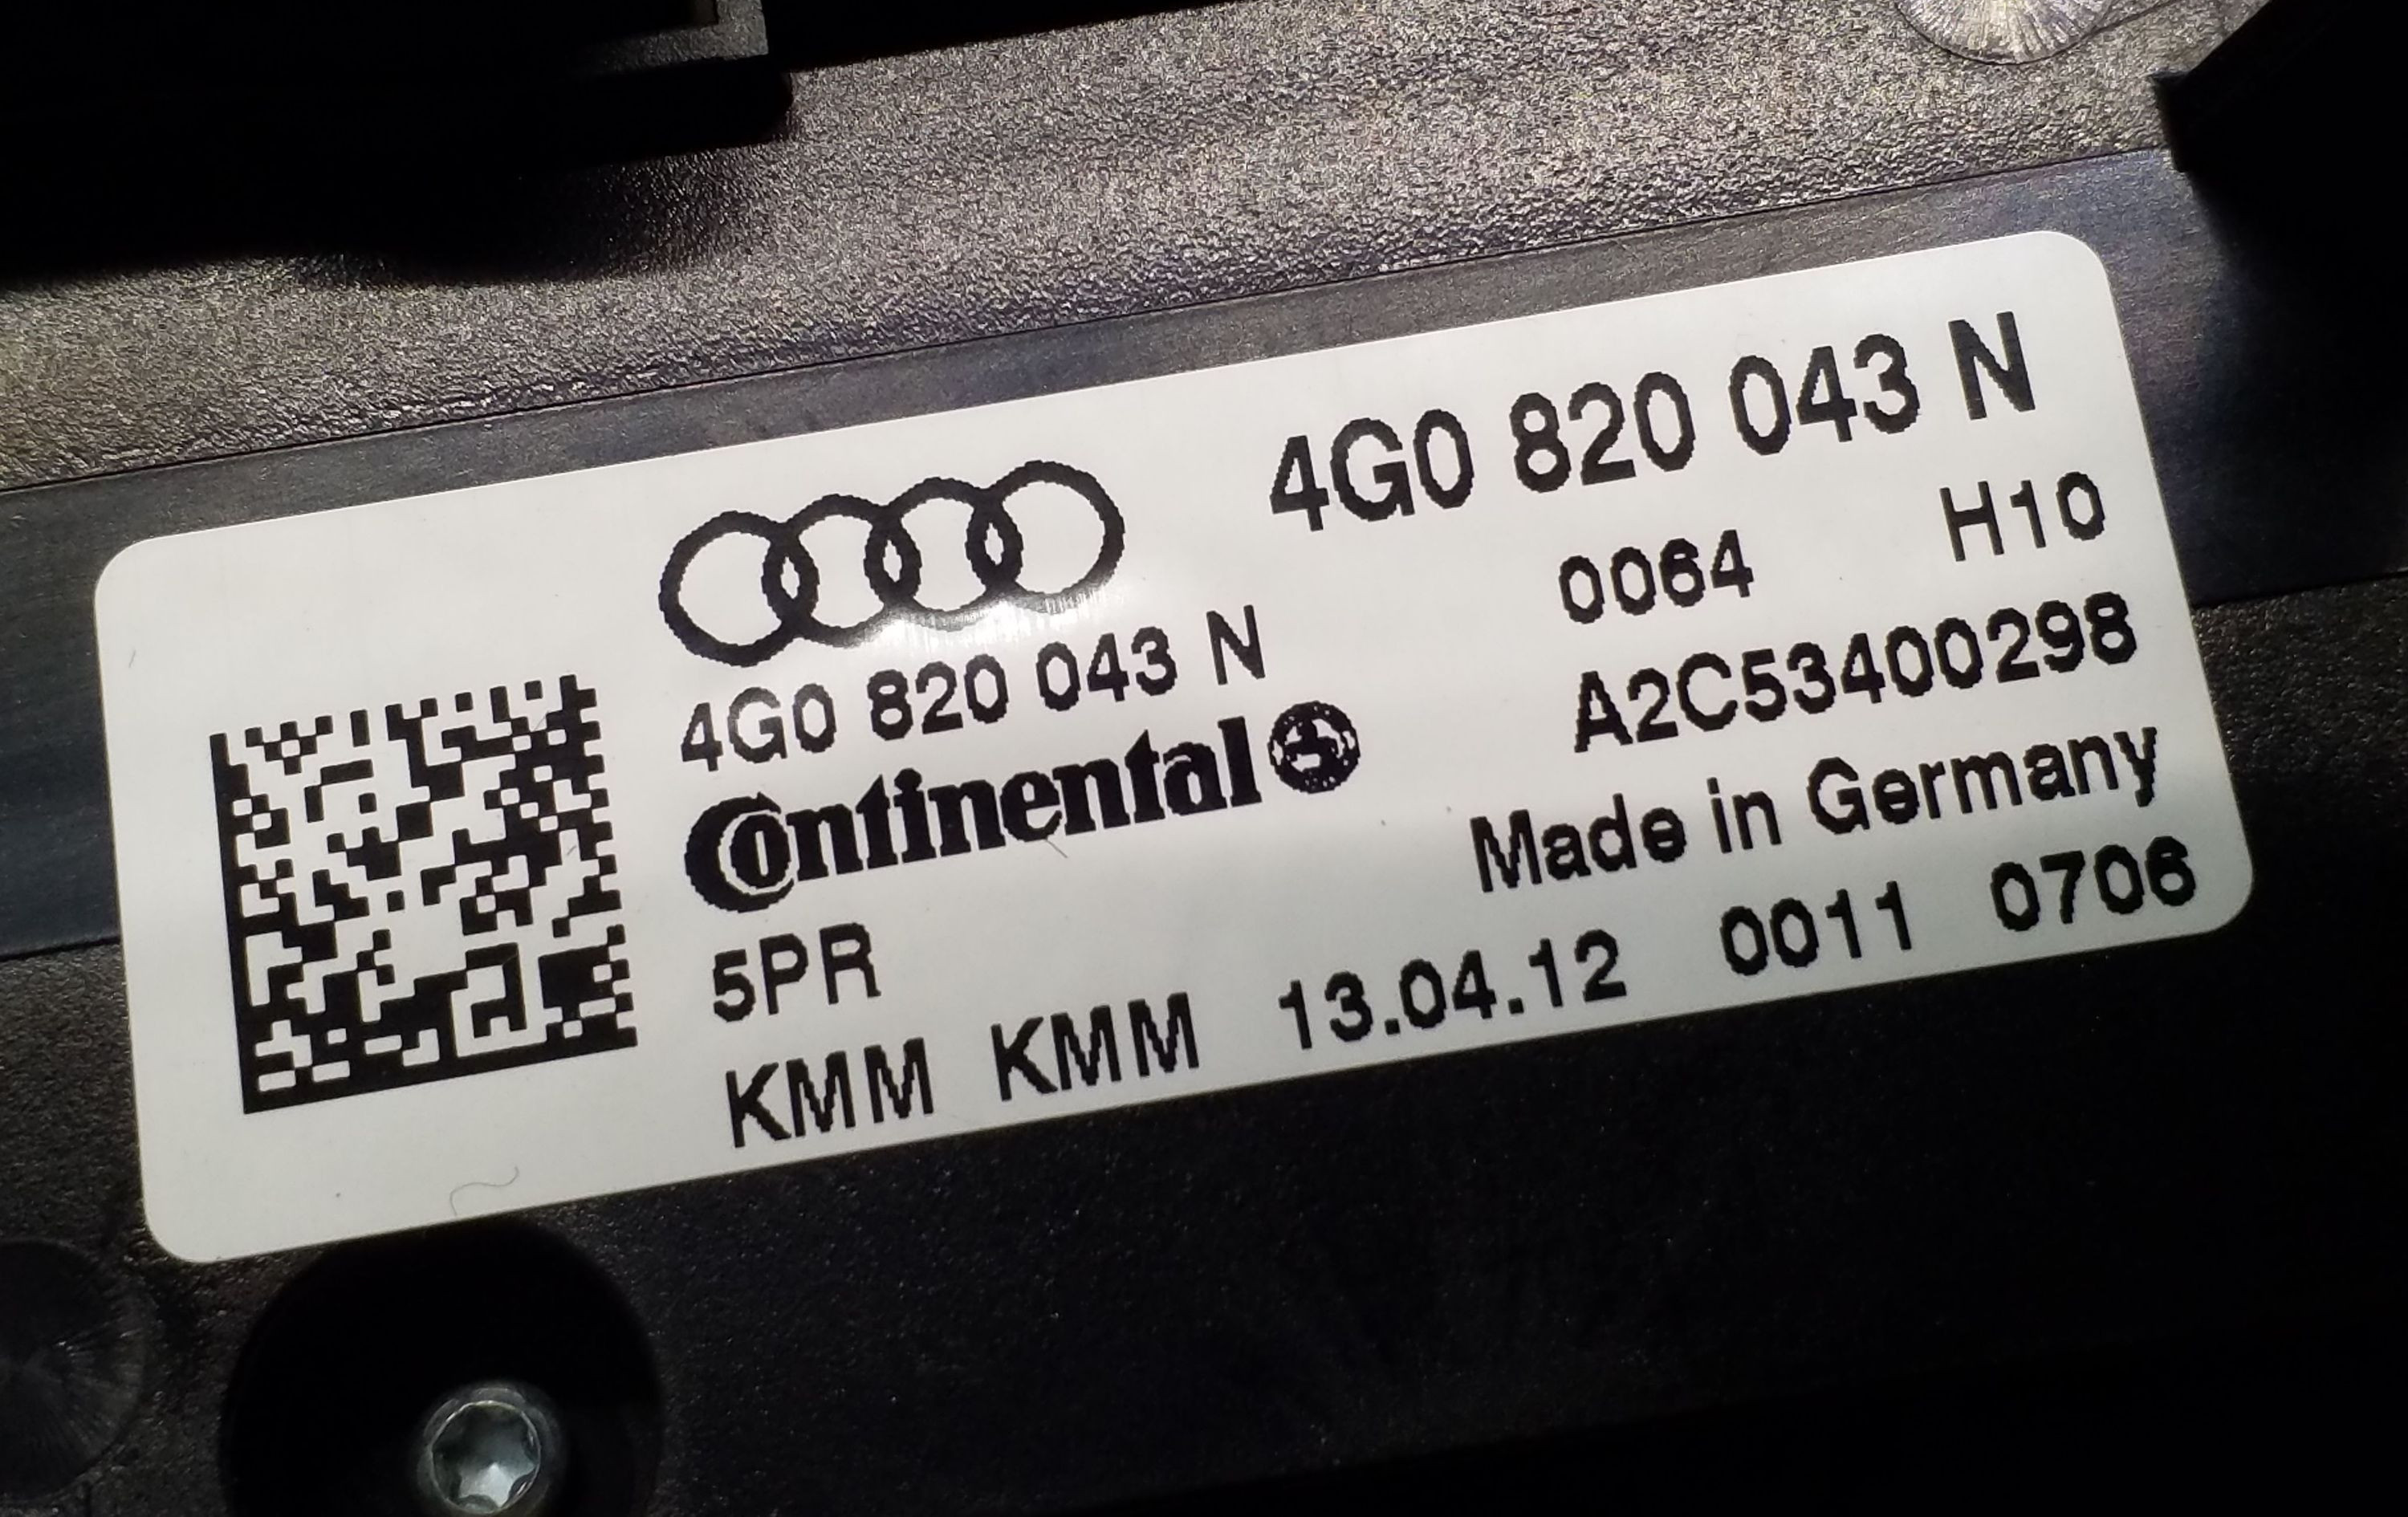 4G0 820 043 N
0064 H10
4G0 820 043 N
A2C53400298
Continental
Made in Germany
5PR
KMM KMM 13.04.12 0011 0706